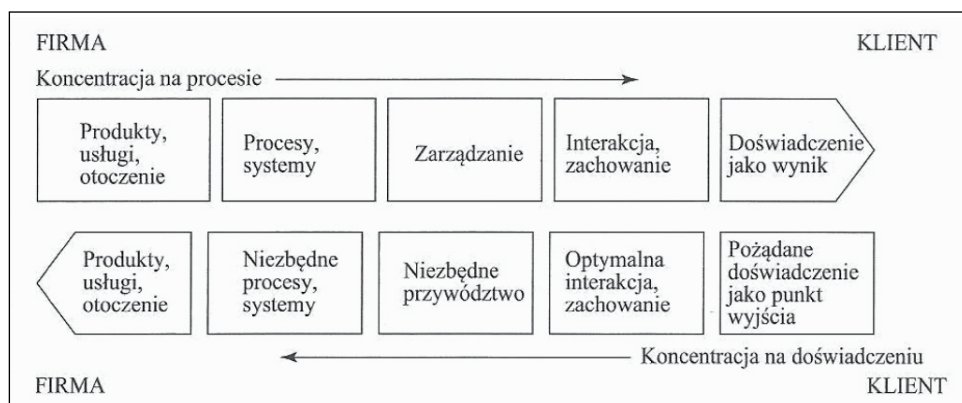 FIRMA
KLIENT
Koncentracja na procesie
Produkty,
usługi,
otoczenie
Procesy,
systemy
Zarządzanie
Interakcja,
zachowanie
Doświadczenie
jako wynik
Produkty,
usługi,
otoczenie
Niezbędne
procesy,
systemy
Niezbędne
przywództwo
Optymalna
interakcja,
zachowanie
Pożądane
doświadczenie
jako punkt
wyjścia
Koncentracja na doświadczeniu
FIRMA
KLIENT